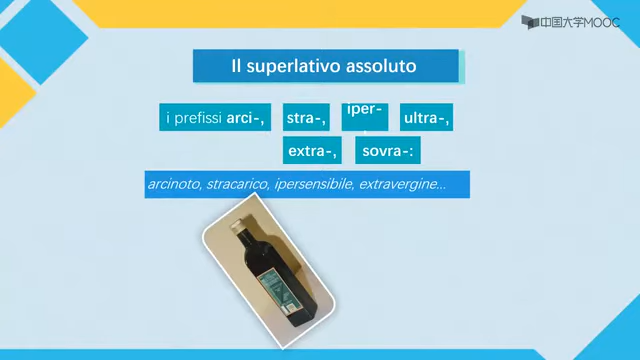 中国大学MOOC
Il superlativo assoluto
i prefissi arci-, stra-, iper- ultra-,
extra-, sovra-:
arcinoto, stracarico, ipersensibile, extravergine...